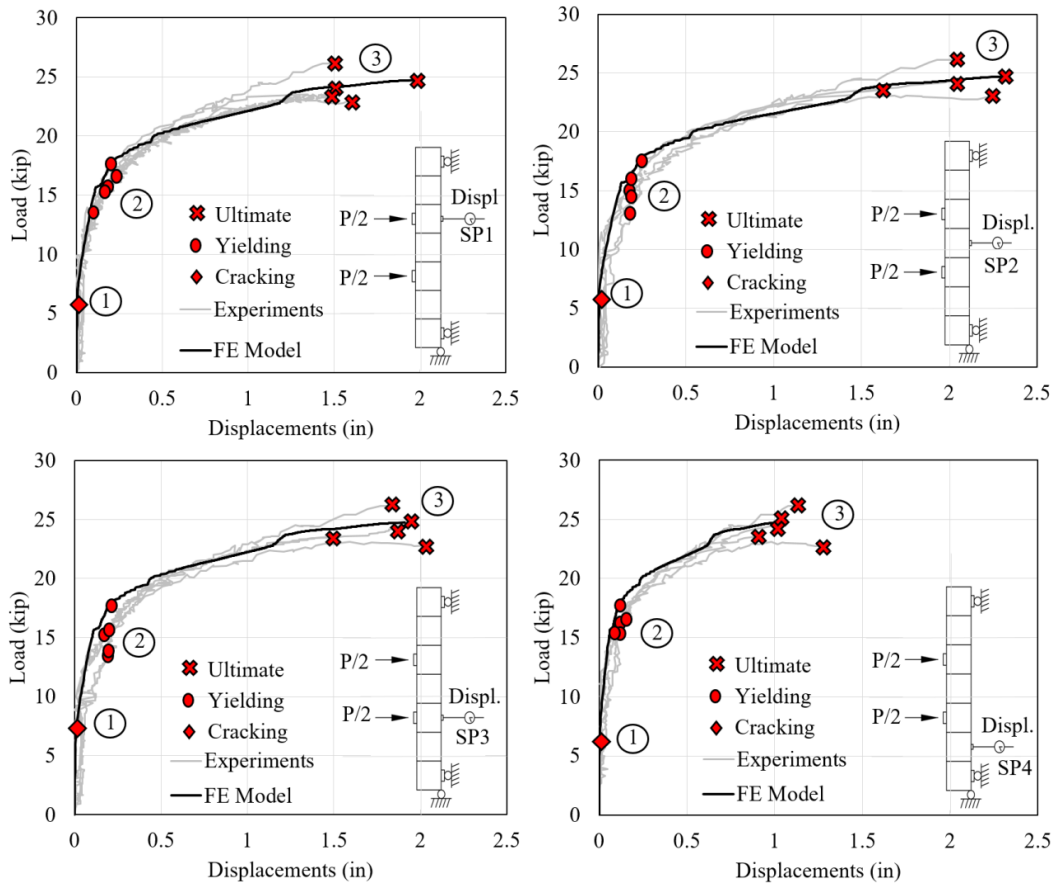 30
25
20
15
10
5
0
Load (kip)
0
0.5
1
1.5
2
2.5
Displacements (in)
1
2
3
Ultimate
Yielding
Cracking
Experiments
FE Model
P/2
P/2
Displ
SP1
30
25
20
15
10
5
0
Load (kip)
0
0.5
1
1.5
2
2.5
Displacements (in)
1
2
3
Ultimate
Yielding
Cracking
Experiments
FE Model
P/2
P/2
Displ.
SP2
30
25
20
15
10
5
0
Load (kip)
0
0.5
1
1.5
2
2.5
Displacements (in)
1
2
3
Ultimate
Yielding
Cracking
Experiments
FE Model
P/2
P/2
Displ.
SP3
30
25
20
15
10
5
0
Load (kip)
0
0.5
1
1.5
2
2.5
Displacements (in)
1
2
3
Ultimate
Yielding
Cracking
Experiments
FE Model
P/2
P/2
Displ.
SP4